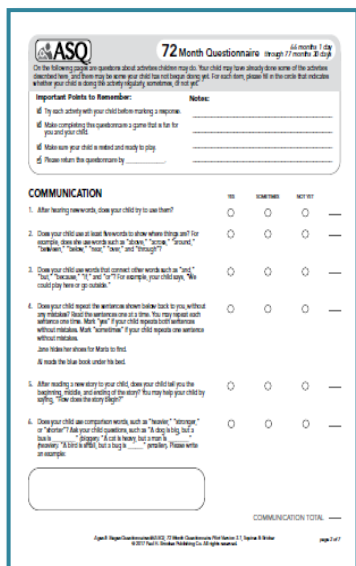 ASQ
72 Month Questionnaire
66 months 1 day
through 77 months 30 days
On the following pages are questions about activities children may do. Your child may have already done some of the activities
described here, and there may be some your child has not begun doing yet. For each item, please fill in the circle that indicates
whether your child is doing the activity regularly, sometimes, or not yet.
Important Points to Remember:
Notes:
Try each activity with your child before marking a response.
Make completing this questionnaire a game that is fun for
you and your child.
Make sure your child is rested and ready to play.
Please return this questionnaire by
COMMUNICATION
YES SOMETIMES NOT YET
1. After hearing new words, does your child try to use them?
2. Does your child use at least five words to show where things are? For
example, does she use words such as "above," "across," "around,"
"between," "below," "near," "over," and "through"?
3. Does your child use words that connect other words such as "and,"
"but," "because," "if," and "or"? For example, your child says, "We
could play here or go outside."
4. Does your child repeat the sentences shown below back to you, without
any mistakes? Read the sentences one at a time. You may repeat each
sentence one time. Mark "yes" if your child repeats both sentences
without mistakes. Mark "sometimes" if your child repeats one sentence
without mistakes.
Jane hides her shoes for Maria to find.
Al reads the blue book under his bed.
5. After reading a new story to your child, does your child tell you the
beginning, middle, and ending of the story? You may help your child by
saying, "How does the story begin?"
6. Does your child use comparison words, such as "heavier," "stronger,"
or "shorter"? Ask your child questions, such as "A dog is big, but a
bus is ______" (bigger); "A cat is heavy, but a man is ______"
(heavier); "A bird is small, but a bug is ______" (smaller). Please write
an example:
COMMUNICATION TOTAL
page 2 of 7